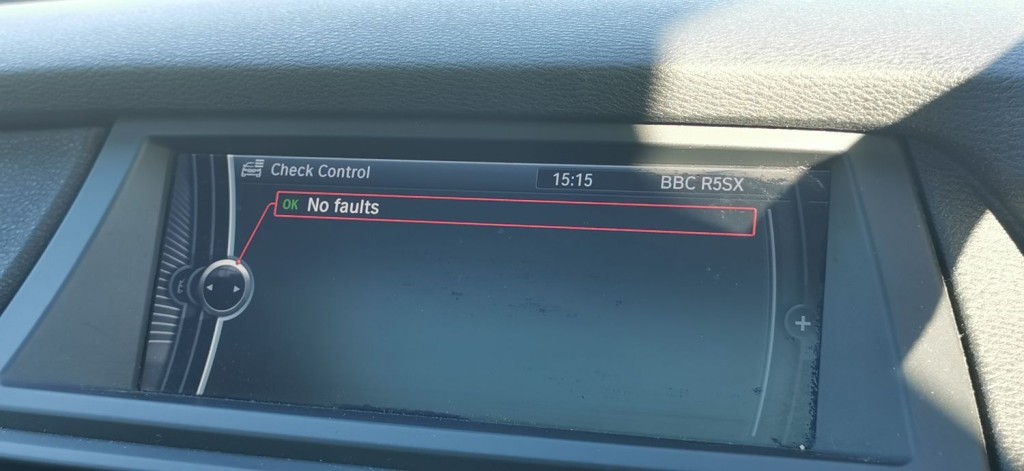 Check Control
15:15
BBC R5SX
OK No faults